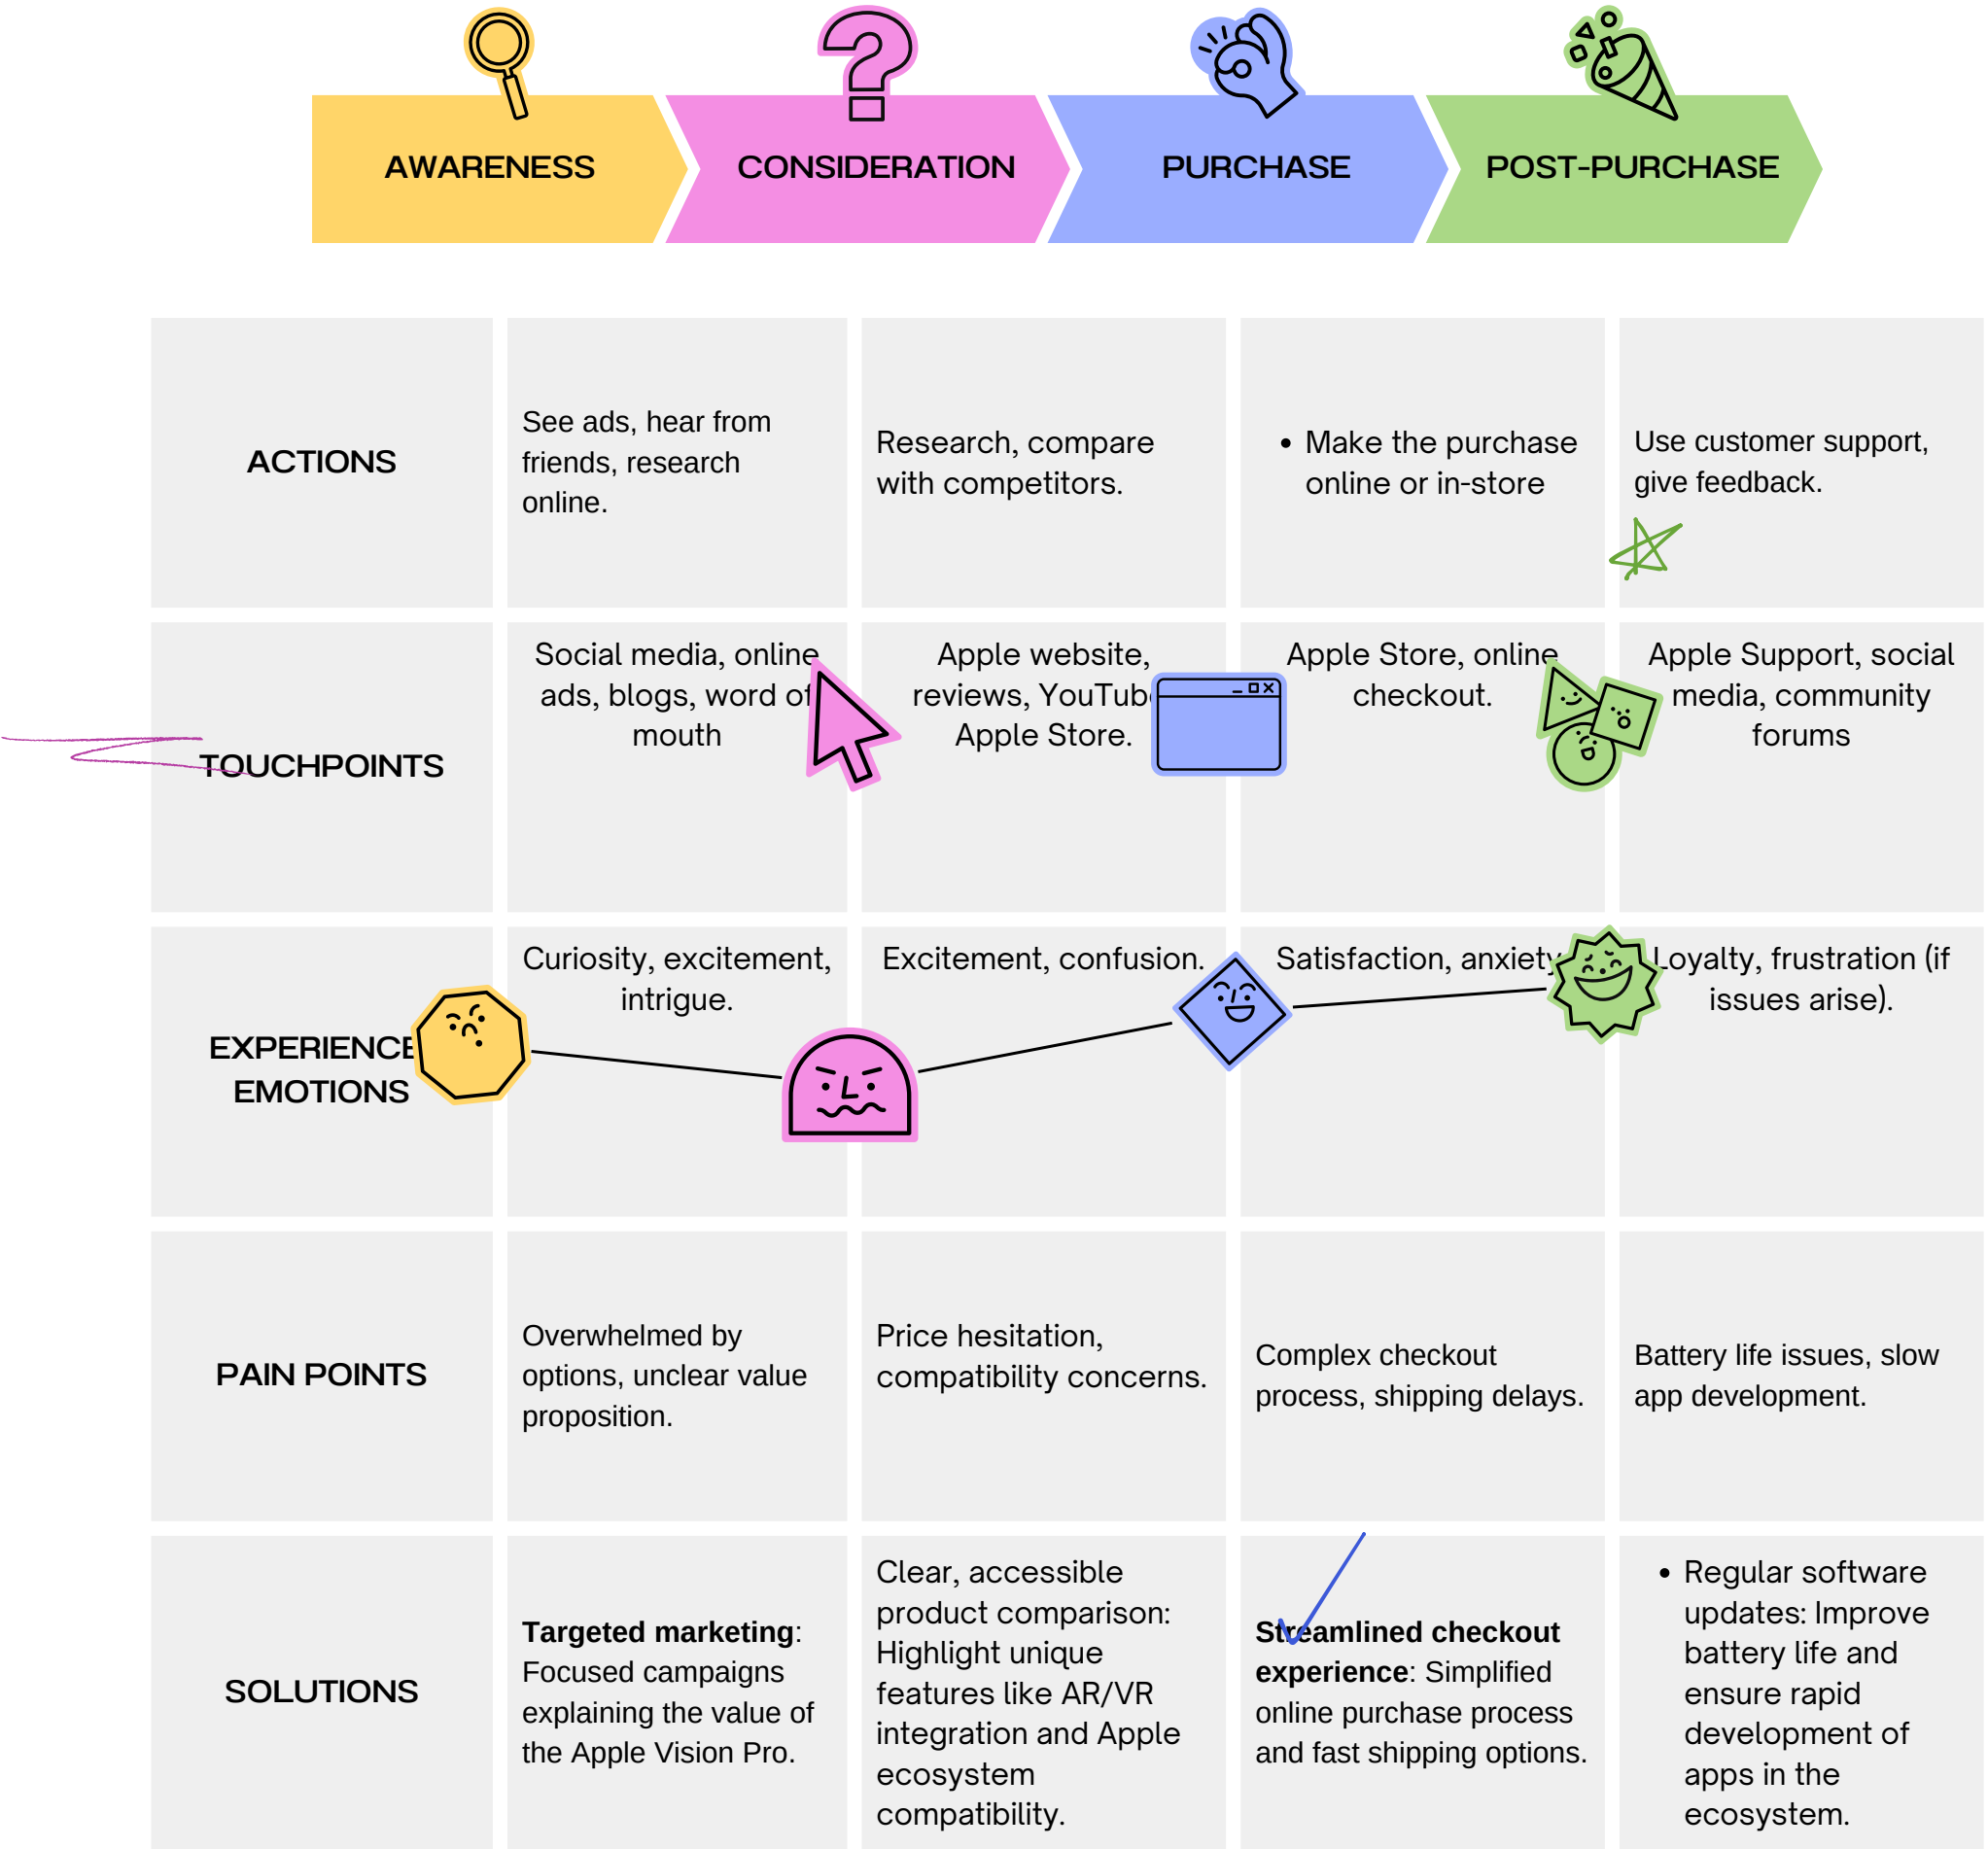 AWARENESS
CONSIDERATION
PURCHASE
POST-PURCHASE
ACTIONS
See ads, hear from
friends, research
online.
Research, compare
with competitors.
• Make the purchase
online or in-store
Use customer support,
give feedback.
TOUCHPOINTS
Social media, online
ads, blogs, word of
mouth
Apple website,
reviews, YouTube
Apple Store.
Apple Store, online
checkout.
Apple Support, social
media, community
forums
EXPERIENCE
EMOTIONS
Curiosity, excitement,
intrigue.
Excitement, confusion.
Satisfaction, anxiety
Loyalty, frustration (if
issues arise).
PAIN POINTS
Overwhelmed by
options, unclear value
proposition.
Price hesitation,
compatibility concerns.
Complex checkout
process, shipping delays.
Battery life issues, slow
app development.
SOLUTIONS
Targeted marketing:
Focused campaigns
explaining the value of
the Apple Vision Pro.
Clear, accessible
product comparison:
Highlight unique
features like AR/VR
integration and Apple
ecosystem
compatibility.
Streamlined checkout
experience: Simplified
online purchase process
and fast shipping options.
• Regular software
updates: Improve
battery life and
ensure rapid
development of
apps in the
ecosystem.